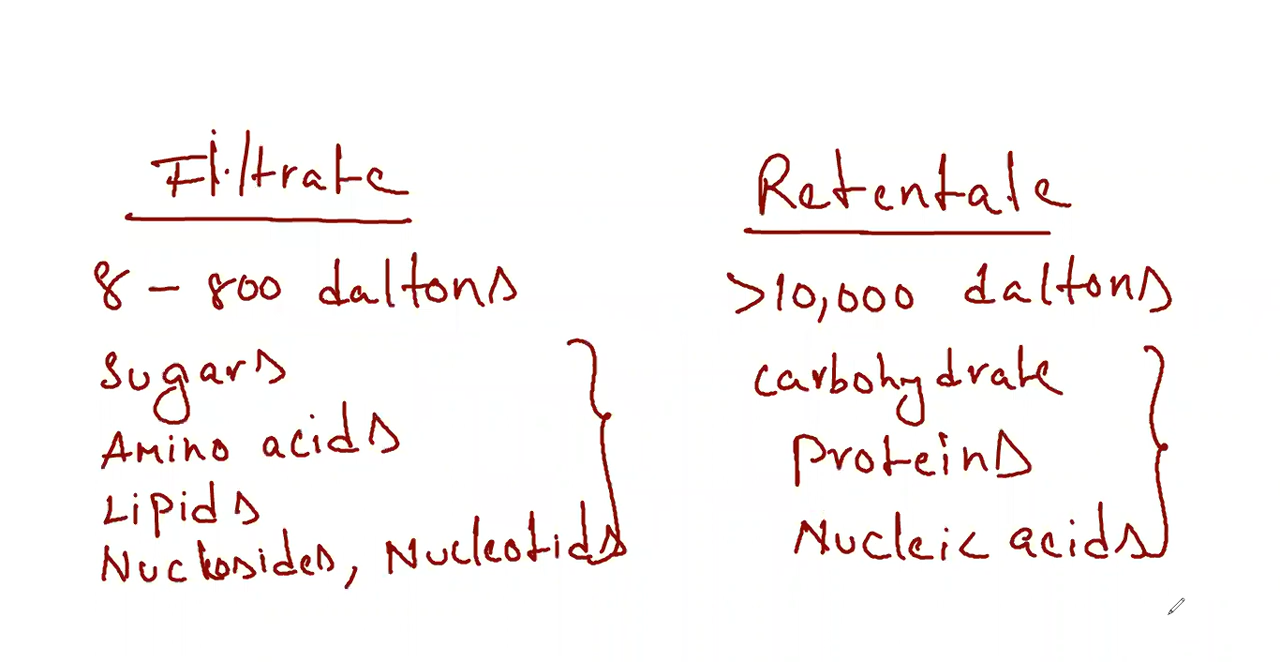 Filtrate
8 - 800 daltons
Sugars
Amino acids
Lipids
Nucleosides, Nucleotids
Retentate
>10,000 daltons
carbohydrate
Proteins
Nucleic acids